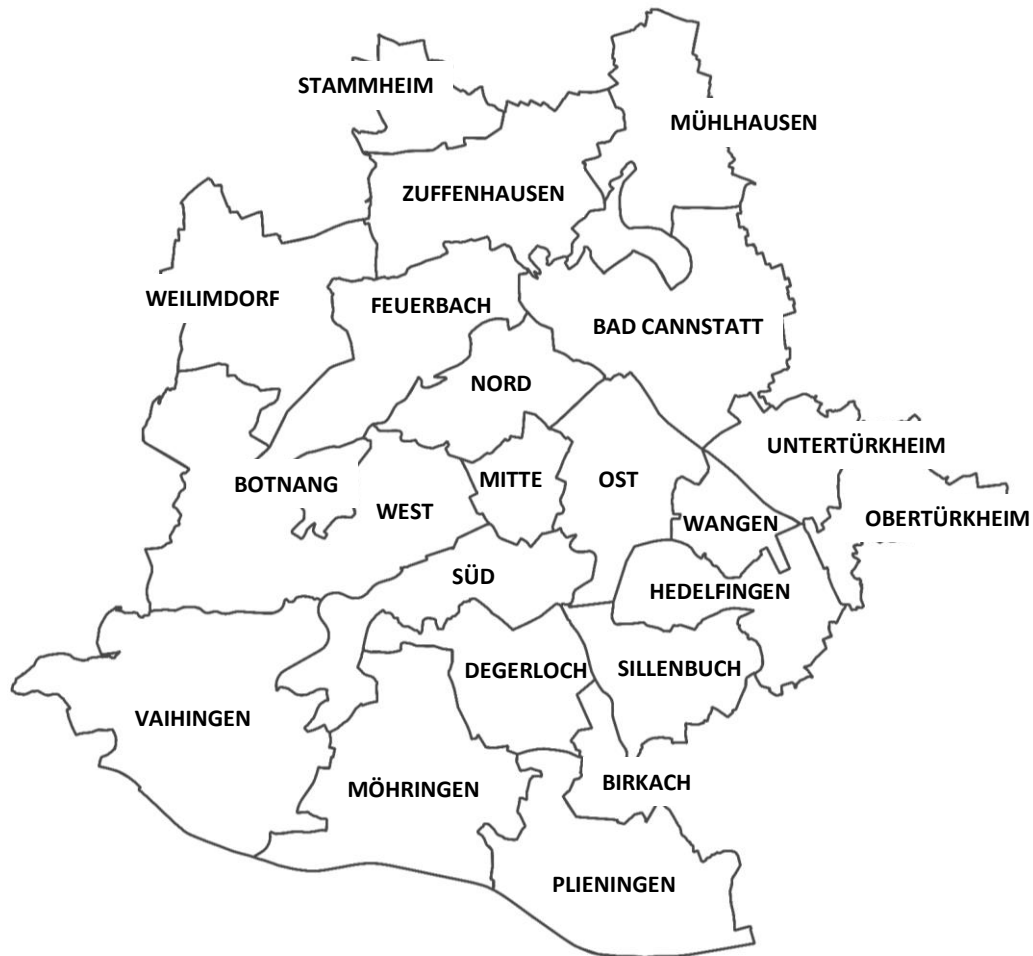 STAMMHEIM
MÜHLHAUSEN
ZUFFENHAUSEN
WEILIMDORF
FEUERBACH
BAD CANNSTATT
NORD
UNTERTÜRKHEIM
BOTNANG
MITTE
OST
WEST
WANGEN
OBERTÜRKHEIM
SÜD
HEDELFINGEN
DEGERLOCH
SILLENBUCH
VAIHINGEN
MÖHRINGEN
BIRKACH
PLIENINGEN